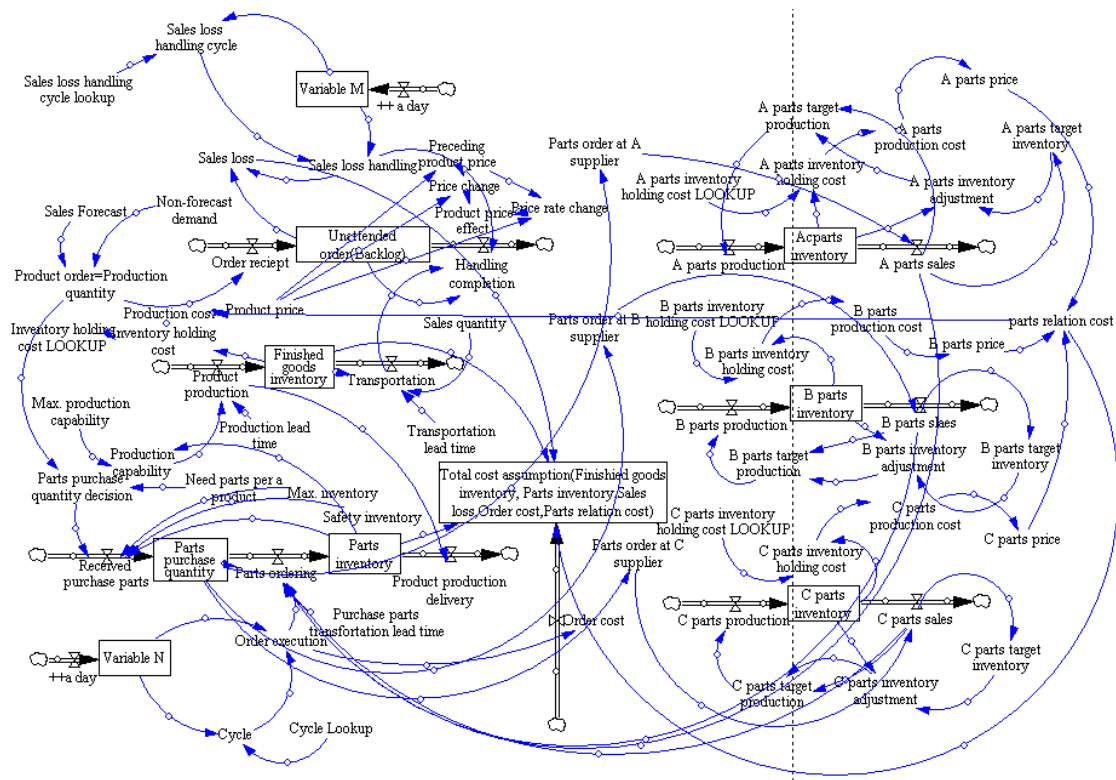 Sales loss
handling cycle
Sales loss handling
cycle lookup
Variable M
++ a day
Sales loss
Sales loss handling
Preceding
product price
Price change
Product price
effect
Price rate change
Non-forecast
demand
Sales Forecast
Order reciept
Unattended
order(Backlog)
Handling
completion
Product order=Production
quantity
Production cost
Product price
Sales quantity
Inventory holding
cost LOOKUP
Inventory holding
cost
Finished
goods
inventory
Product
production
Transportation
Max. production
capability
Production lead
time
Transportation
lead time
Production
capability
Parts purchase
quantity decision
Need parts per a
product
Max. inventory
Safety inventory
Total cost assumption(Finishied goods
inventory, Parts inventory,Sales
loss,Order cost,Parts relation cost)
Received
purchase parts
Parts
purchase
quantity
Parts ordering
Parts
inventory
Product production
delivery
Purchase parts
transfortation lead time
Order execution
Order cost
Variable N
++a day
Cycle
Cycle Lookup
Parts order at A
supplier
Parts order at B
supplier
Parts order at C
supplier
A parts price
A parts target
production
A parts
production cost
A parts target
inventory
A parts inventory
holding cost LOOKUP
A parts inventory
holding cost
A parts inventory
adjustment
A parts production
Acparts
inventory
A parts sales
B parts inventory
holding cost LOOKUP
B parts
production cost
parts relation cost
B parts inventory
holding cost
B parts price
B parts production
B parts
inventory
B parts slaes
B parts target
production
B parts inventory
adjustment
B parts target
inventory
C parts inventory
holding cost LOOKUP
C parts
production cost
C parts inventory
holding cost
C parts price
C parts production
C parts
inventory
C parts sales
C parts target
inventory
C parts target
production
C parts inventory
adjustment